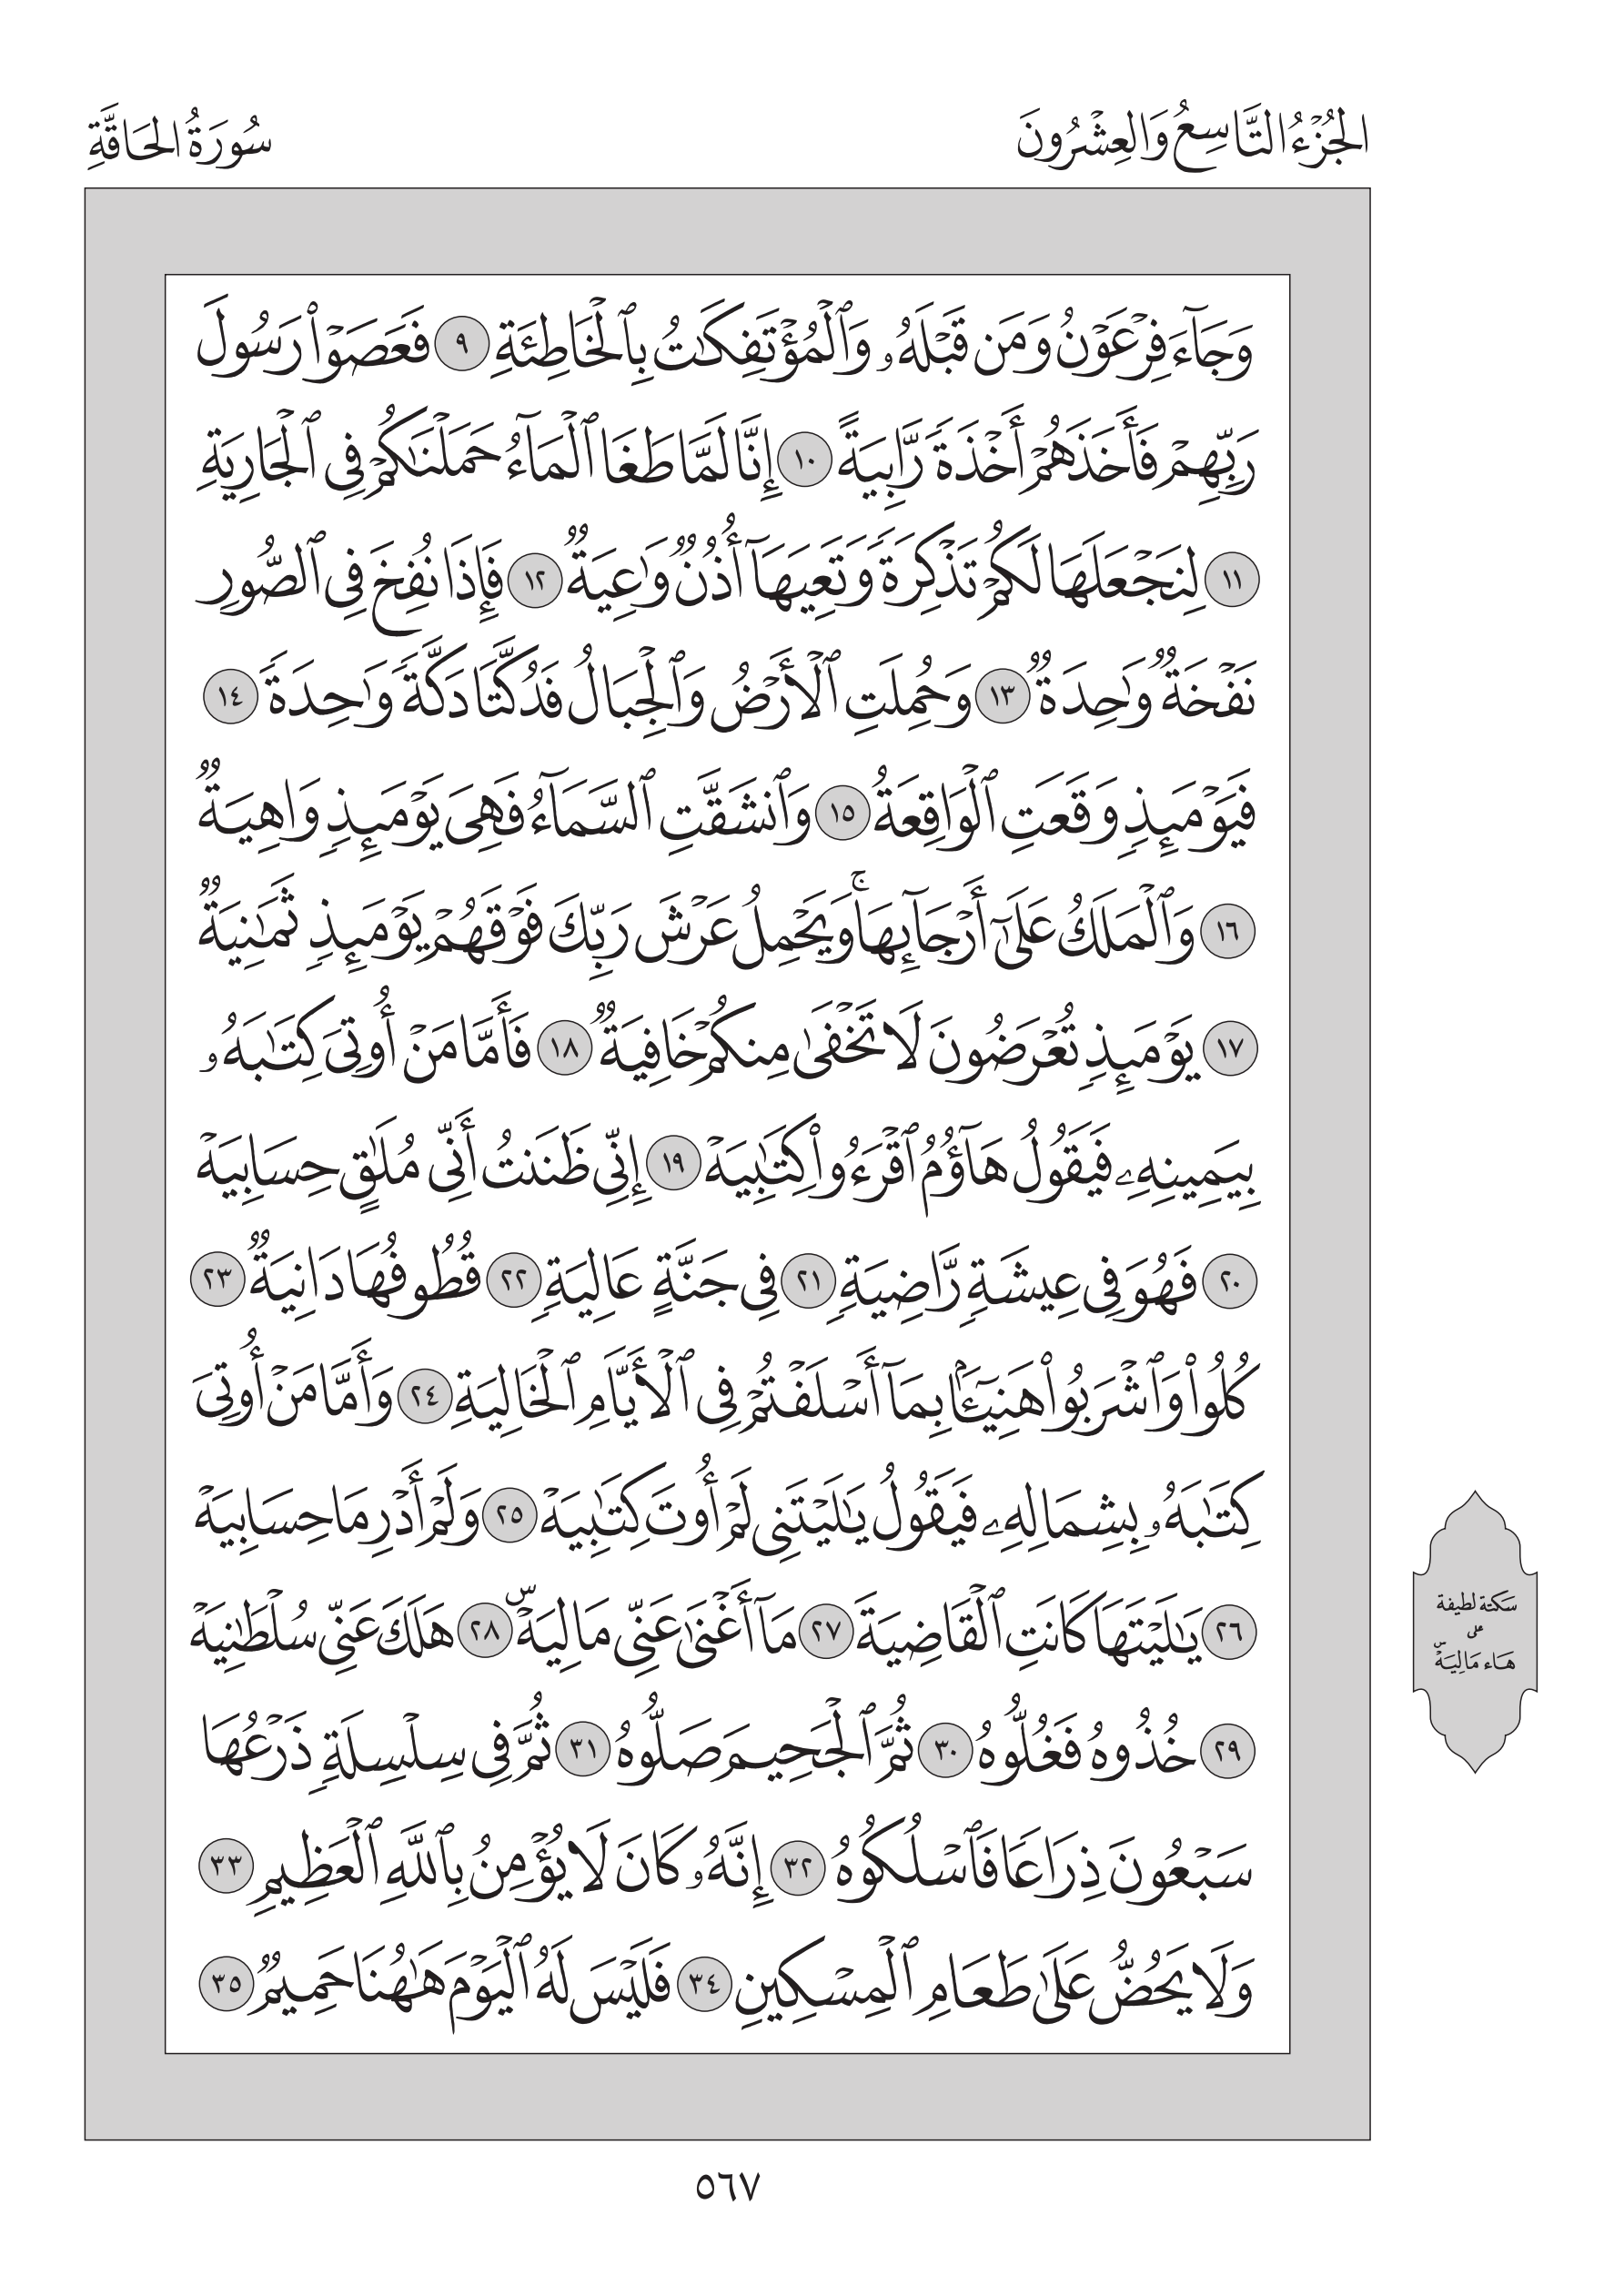 الجُزْءُ التَّاسِعُ وَالعِشْرُونَ
سُورَةُ الحَاقَّةِ
وَجَآءَ فِرۡعَوۡنُ وَمَن قَبۡلَهُۥ وَٱلۡمُؤۡتَفِكَٰتُ بِٱلۡخَاطِئَةِ ٩ فَعَصَوۡاْ رَسُولَ
رَبِّهِمۡ فَأَخَذَهُمۡ أَخۡذَةٗ رَّابِيَةً ١٠ إِنَّا لَمَّا طَغَا ٱلۡمَآءُ حَمَلۡنَٰكُمۡ فِي ٱلۡجَارِيَةِ
١١ لِنَجۡعَلَهَا لَكُمۡ تَذۡكِرَةٗ وَتَعِيَهَآ أُذُنٞ وَٰعِيَةٞ ١٢ فَإِذَا نُفِخَ فِي ٱلصُّورِ
نَفۡخَةٞ وَٰحِدَةٞ ١٣ وَحُمِلَتِ ٱلۡأَرۡضُ وَٱلۡجِبَالُ فَدُكَّتَا دَكَّةٗ وَٰحِدَةٗ ١٤
فَيَوۡمَئِذٖ وَقَعَتِ ٱلۡوَاقِعَةُ ١٥ وَٱنشَقَّتِ ٱلسَّمَآءُ فَهِيَ يَوۡمَئِذٖ وَاهِيَةٞ
١٦ وَٱلۡمَلَكُ عَلَىٰٓ أَرۡجَآئِهَاۚ وَيَحۡمِلُ عَرۡشَ رَبِّكَ فَوۡقَهُمۡ يَوۡمَئِذٖ ثَمَٰنِيَةٞ
١٧ يَوۡمَئِذٖ تُعۡرَضُونَ لَا تَخۡفَىٰ مِنكُمۡ خَافِيَةٞ ١٨ فَأَمَّا مَنۡ أُوتِيَ كِتَٰبَهُۥ
بِيَمِينِهِۦ فَيَقُولُ هَآؤُمُ ٱقۡرَءُواْ كِتَٰبِيَهۡ ١٩ إِنِّي ظَنَنتُ أَنِّي مُلَٰقٍ حِسَابِيَهۡ
٢٠ فَهُوَ فِي عِيشَةٖ رَّاضِيَةٖ ٢١ فِي جَنَّةٍ عَالِيَةٖ ٢٢ قُطُوفُهَا دَانِيَةٞ ٢٣
كُلُواْ وَٱشۡرَبُواْ هَنِيٓـَٔۢا بِمَآ أَسۡلَفۡتُمۡ فِي ٱلۡأَيَّامِ ٱلۡخَالِيَةِ ٢٤ وَأَمَّا مَنۡ أُوتِيَ
كِتَٰبَهُۥ بِشِمَالِهِۦ فَيَقُولُ يَٰلَيۡتَنِي لَمۡ أُوتَ كِتَٰبِيَهۡ ٢٥ وَلَمۡ أَدۡرِ مَا حِسَابِيَهۡ
٢٦ يَٰلَيۡتَهَا كَانَتِ ٱلۡقَاضِيَةَ ٢٧ مَآ أَغۡنَىٰ عَنِّي مَالِيَهۡۜ ٢٨ هَلَكَ عَنِّي سُلۡطَٰنِيَهۡ
٢٩ خُذُوهُ فَغُلُّوهُ ٣٠ ثُمَّ ٱلۡجَحِيمَ صَلُّوهُ ٣١ ثُمَّ فِي سِلۡسِلَةٖ ذَرۡعُهَا
سَبۡعُونَ ذِرَاعٗا فَٱسۡلُكُوهُ ٣٢ إِنَّهُۥ كَانَ لَا يُؤۡمِنُ بِٱللَّهِ ٱلۡعَظِيمِ ٣٣
وَلَا يَحُضُّ عَلَىٰ طَعَامِ ٱلۡمِسۡكِينِ ٣٤ فَلَيۡسَ لَهُ ٱلۡيَوۡمَ هَٰهُنَا حَمِيمٞ ٣٥
سَكتة لطيفة
على
هَاء مَالِيَهۡۜ
٥٦٧